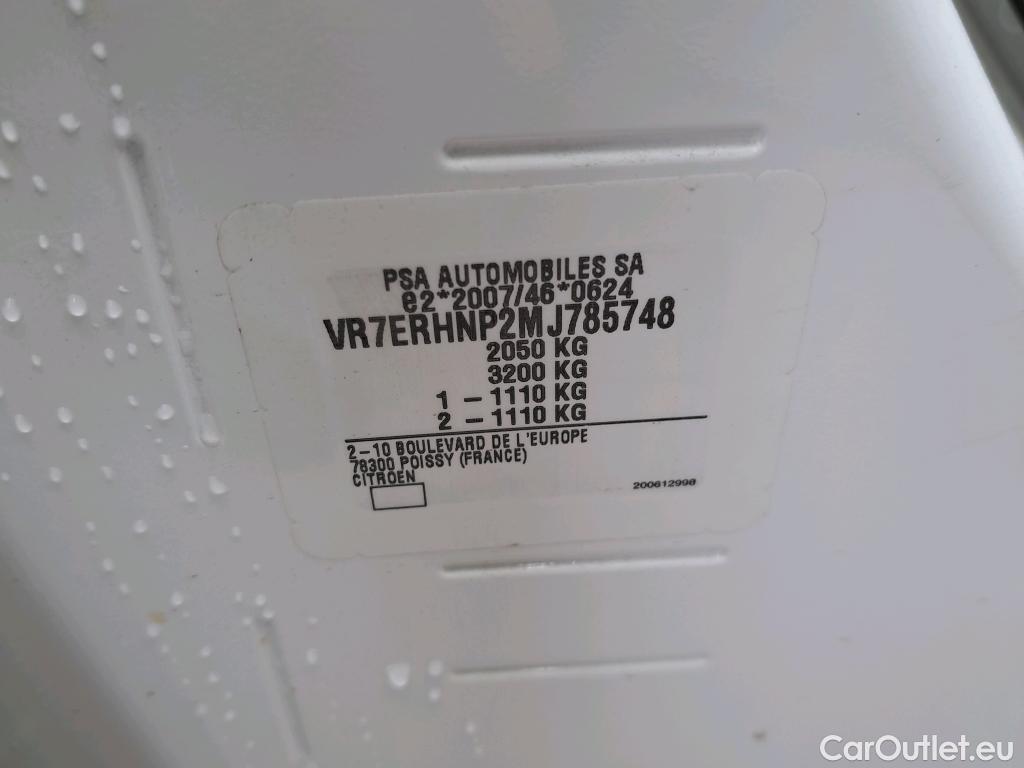 PSA AUTOMOBILES SA
e2*2007/46*0624
VR7ERHNP2MJ785748
2050 KG
3200 KG
1 - 1110 KG
2 - 1110 KG
2-10 BOULEVARD DE L'EUROPE
78300 POISSY (FRANCE)
CITROEN
200612998
CarOutlet.eu